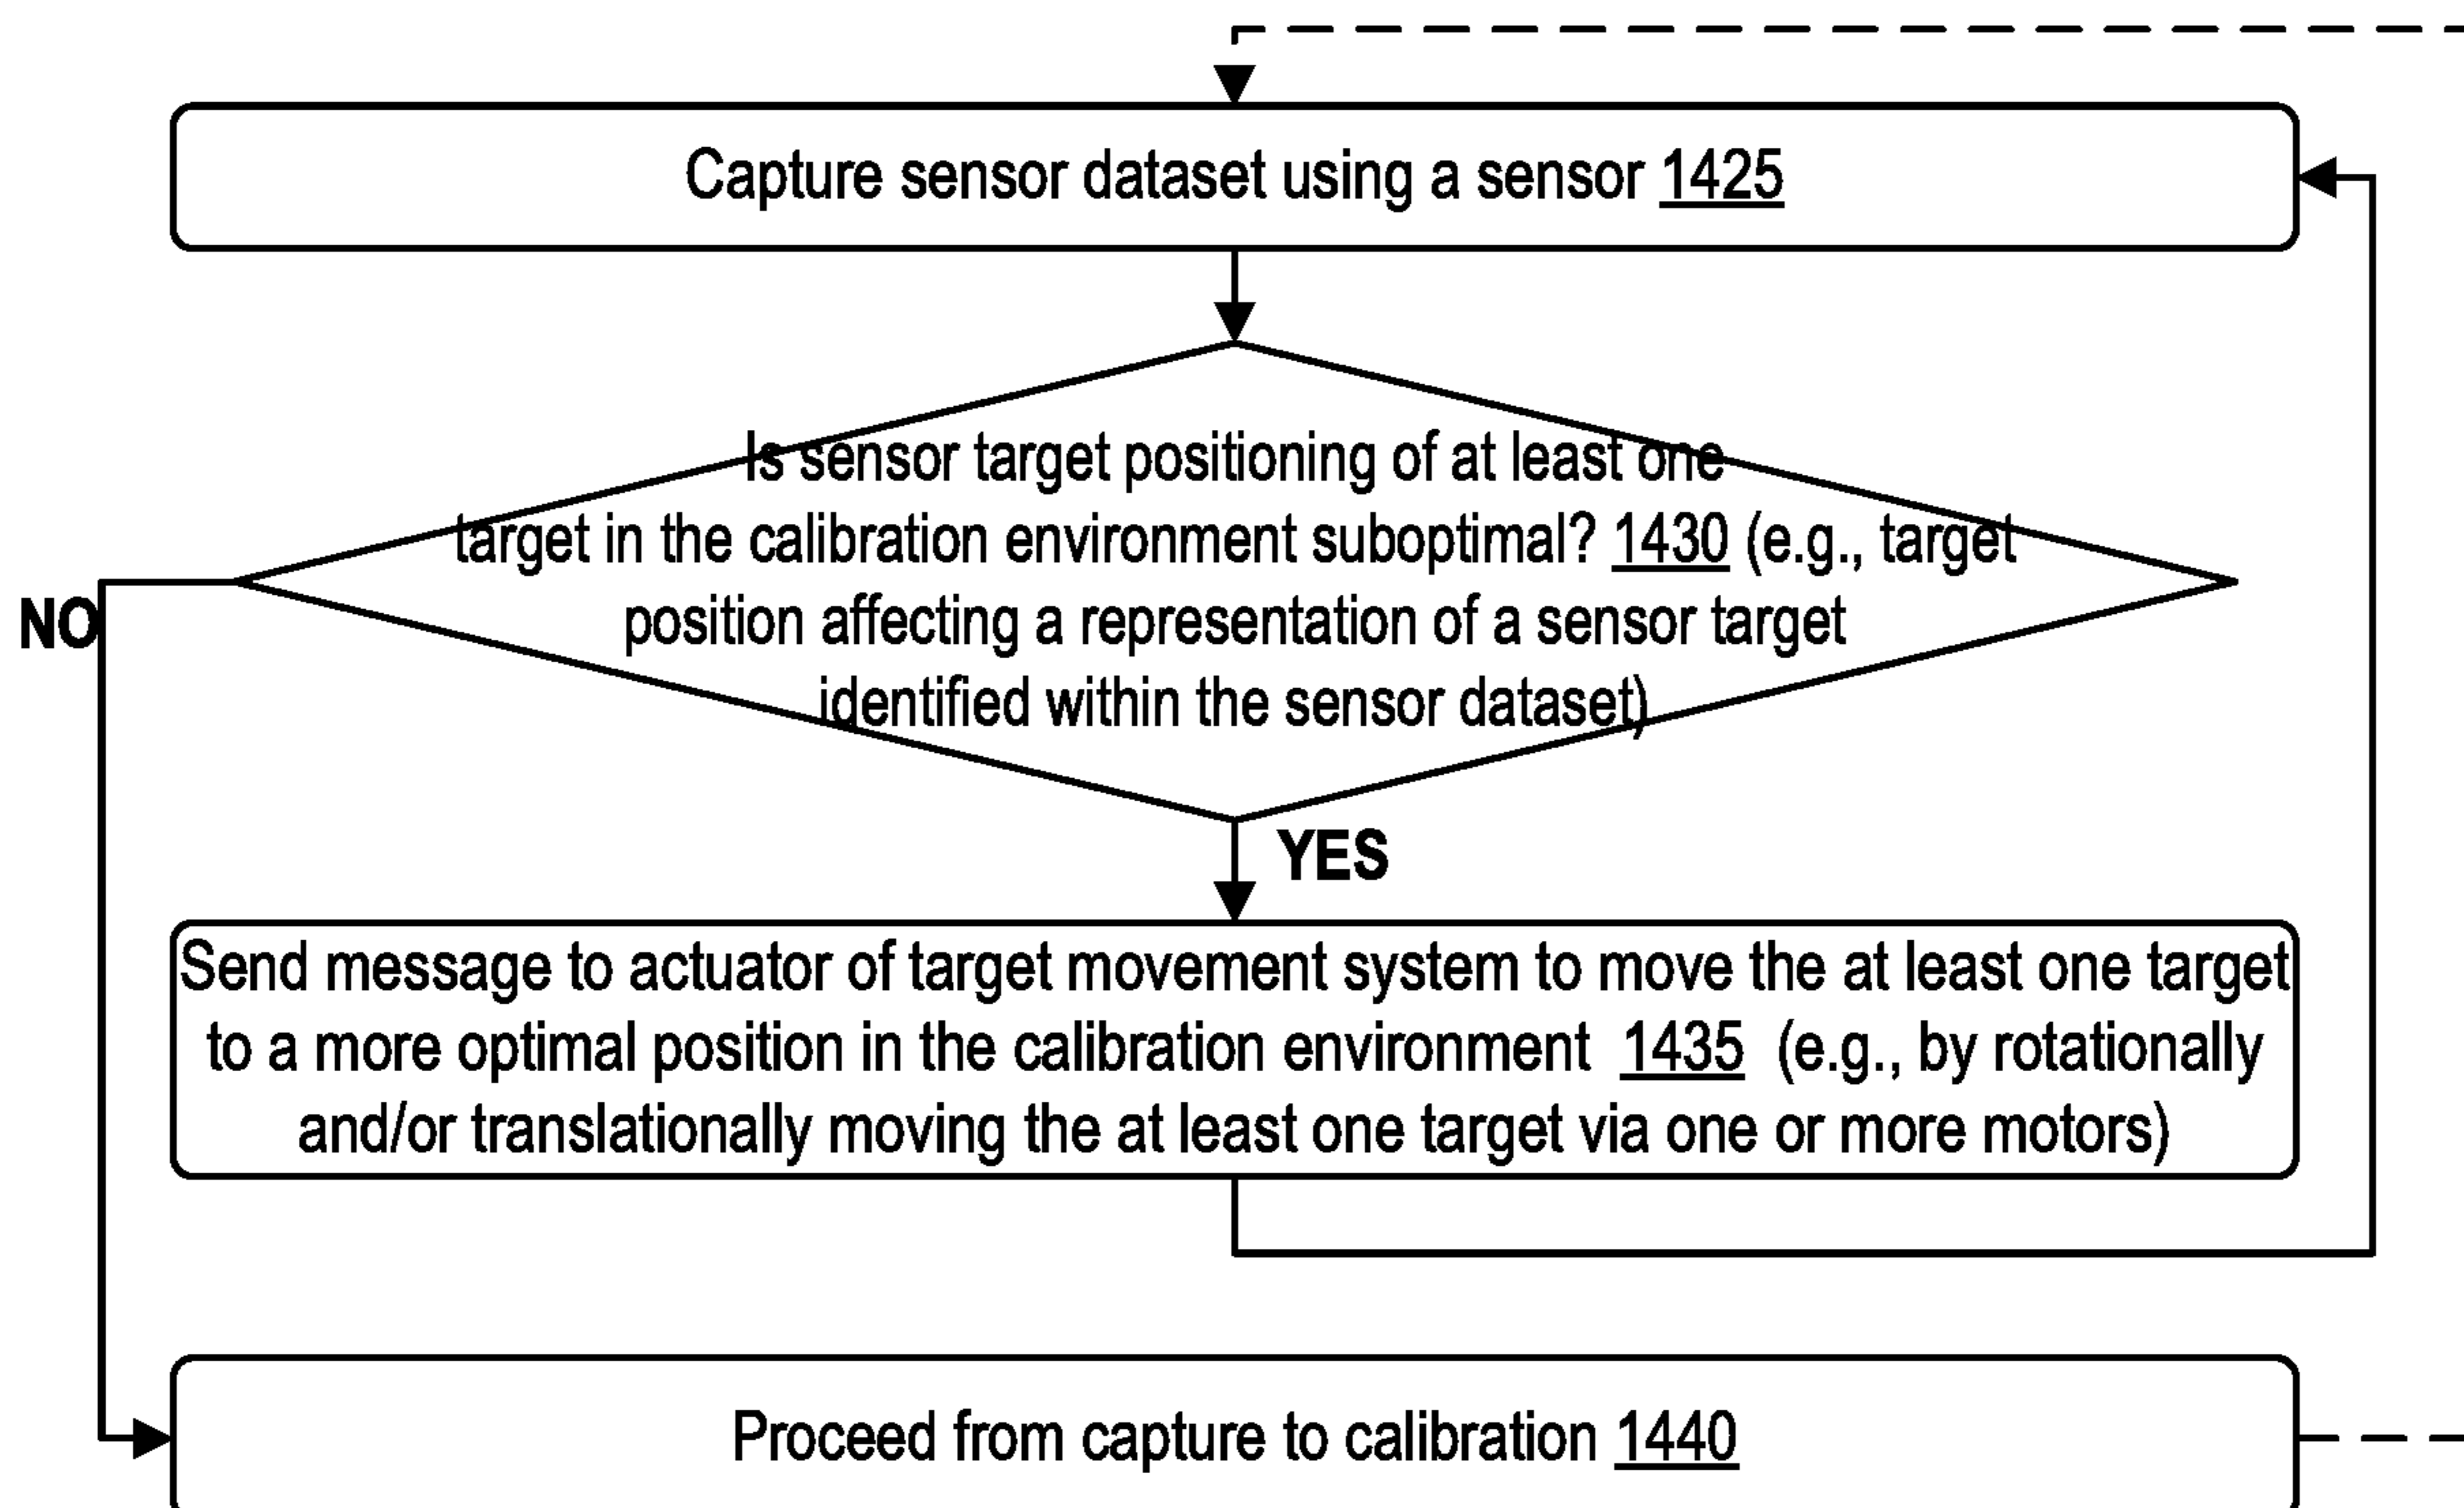 Capture sensor dataset using a sensor 1425
Is sensor target positioning of at least one
target in the calibration environment suboptimal? 1430 (e.g., target
position affecting a representation of a sensor target
identified within the sensor dataset)
NO
YES
Send message to actuator of target movement system to move the at least one target
to a more optimal position in the calibration environment 1435 (e.g., by rotationally
and/or translationally moving the at least one target via one or more motors)
Proceed from capture to calibration 1440